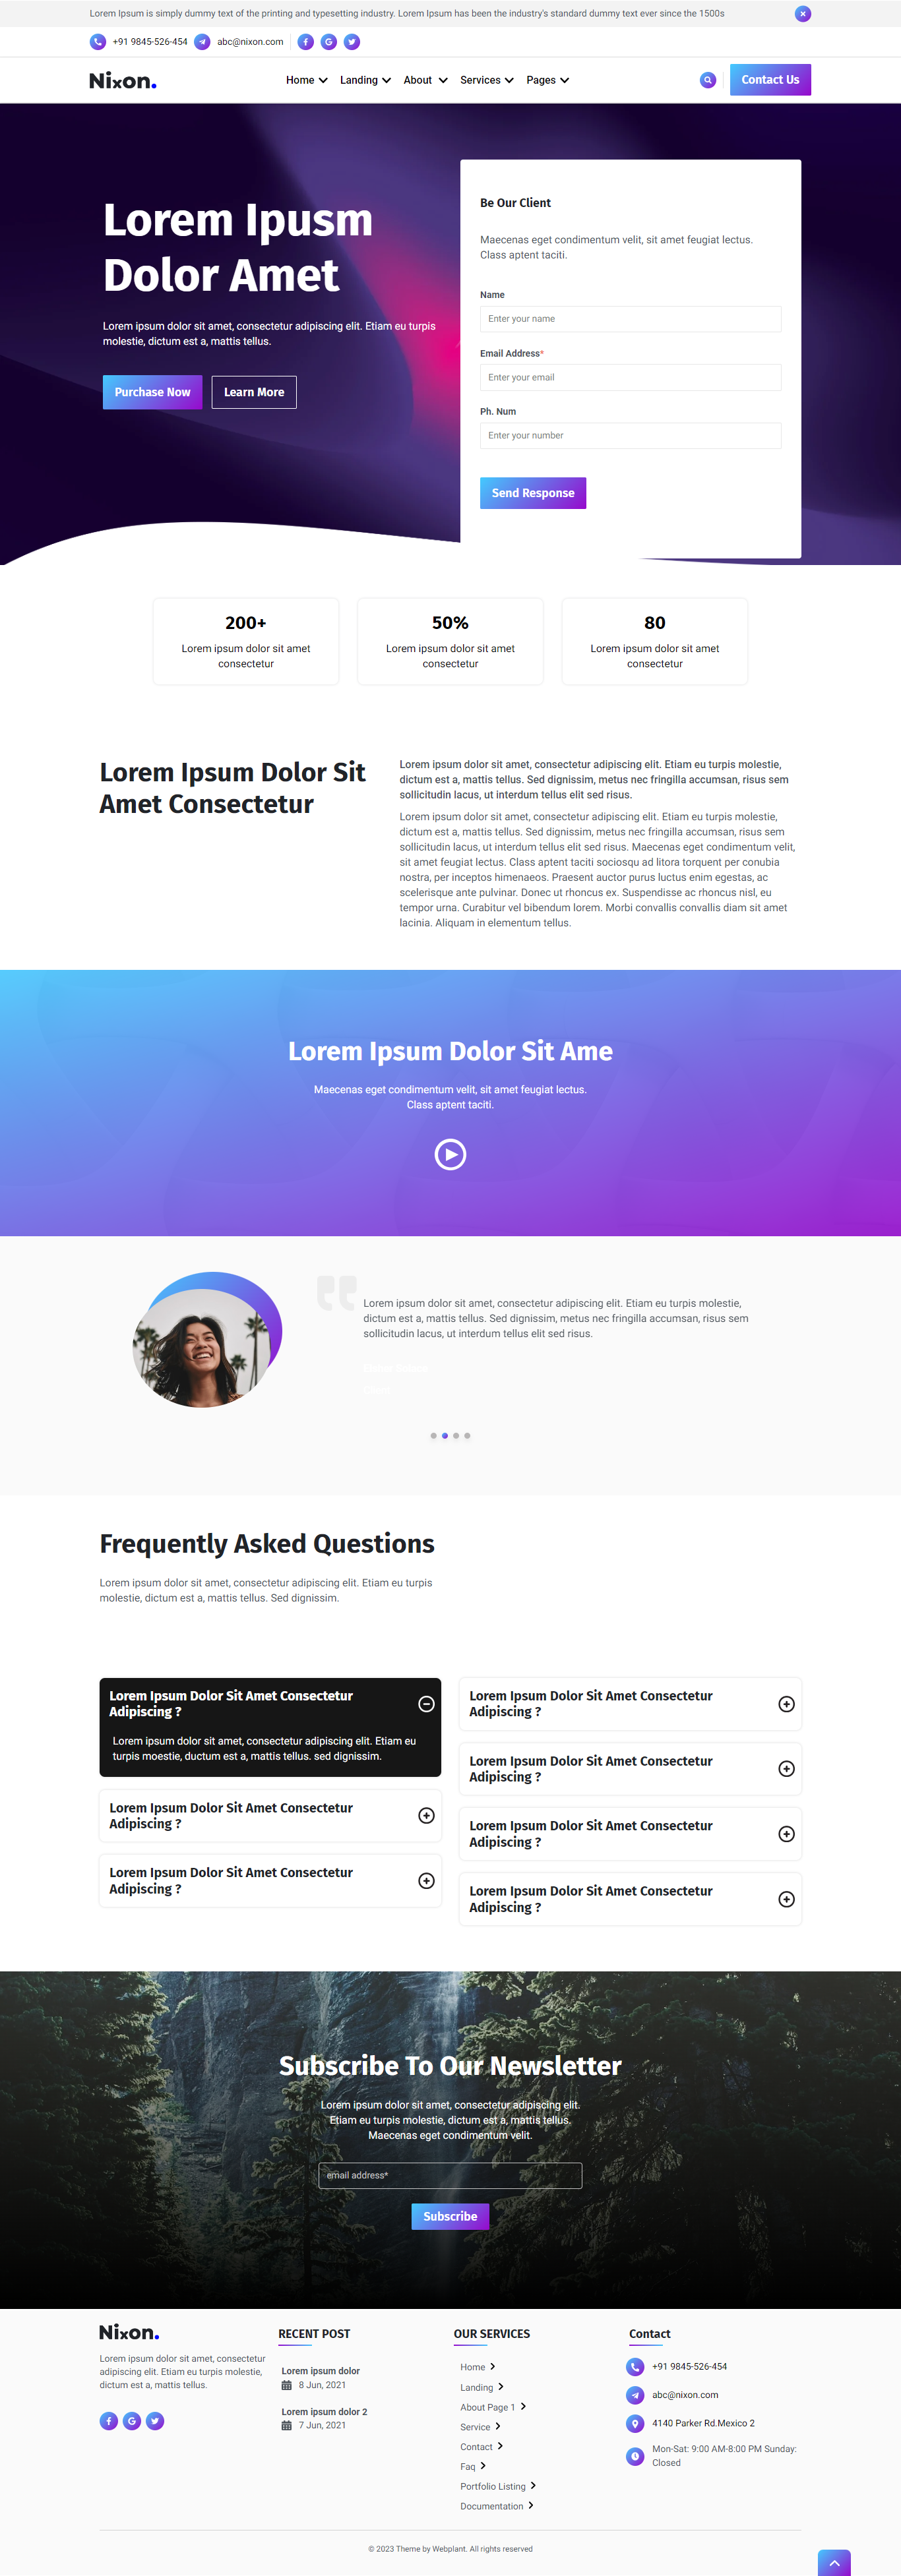 Lorem Ipsum is simply dummy text of the printing and typesetting industry. Lorem Ipsum has been the industry's standard dummy text ever since the 1500s
+91 9845-526-454 abc@nixon.com
Nixon.
Home Landing About Services Pages
Contact Us
Lorem Ipusm
Dolor Amet
Lorem ipsum dolor sit amet, consectetur adipiscing elit. Etiam eu turpis
molestie, dictum est a, mattis tellus.
Purchase Now Learn More
Be Our Client
Maecenas eget condimentum velit, sit amet feugiat lectus.
Class aptent taciti.
Name
Enter your name
Email Address*
Enter your email
Ph. Num
Enter your number
Send Response
200+
Lorem ipsum dolor sit amet
consectetur
50%
Lorem ipsum dolor sit amet
consectetur
80
Lorem ipsum dolor sit amet
consectetur
Lorem Ipsum Dolor Sit
Amet Consectetur
Lorem ipsum dolor sit amet, consectetur adipiscing elit. Etiam eu turpis molestie,
dictum est a, mattis tellus. Sed dignissim, metus nec fringilla accumsan, risus sem
sollicitudin lacus, ut interdum tellus elit sed risus.
Lorem ipsum dolor sit amet, consectetur adipiscing elit. Etiam eu turpis molestie,
dictum est a, mattis tellus. Sed dignissim, metus nec fringilla accumsan, risus sem
sollicitudin lacus, ut interdum tellus elit sed risus. Maecenas eget condimentum velit,
sit amet feugiat lectus. Class aptent taciti sociosqu ad litora torquent per conubia
nostra, per inceptos himenaeos. Praesent auctor purus luctus enim egestas, ac
scelerisque ante pulvinar. Donec ut rhoncus ex. Suspendisse ac rhoncus nisl, eu
tempor urna. Curabitur vel bibendum lorem. Morbi convallis convallis diam sit amet
lacinia. Aliquam in elementum tellus.
Lorem Ipsum Dolor Sit Ame
Maecenas eget condimentum velit, sit amet feugiat lectus.
Class aptent taciti.
Lorem ipsum dolor sit amet, consectetur adipiscing elit. Etiam eu turpis molestie,
dictum est a, mattis tellus. Sed dignissim, metus nec fringilla accumsan, risus sem
sollicitudin lacus, ut interdum tellus elit sed risus.
Frequently Asked Questions
Lorem ipsum dolor sit amet, consectetur adipiscing elit. Etiam eu turpis
molestie, dictum est a, mattis tellus. Sed dignissim.
Lorem Ipsum Dolor Sit Amet Consectetur
Adipiscing ?
Lorem ipsum dolor sit amet, consectetur adipiscing elit. Etiam eu
turpis moestie, ductum est a, mattis tellus. sed dignissim.
Lorem Ipsum Dolor Sit Amet Consectetur
Adipiscing ?
Lorem Ipsum Dolor Sit Amet Consectetur
Adipiscing ?
Lorem Ipsum Dolor Sit Amet Consectetur
Adipiscing ?
Lorem Ipsum Dolor Sit Amet Consectetur
Adipiscing ?
Lorem Ipsum Dolor Sit Amet Consectetur
Adipiscing ?
Lorem Ipsum Dolor Sit Amet Consectetur
Adipiscing ?
Subscribe To Our Newsletter
Lorem ipsum dolor sit amet, consectetur adipiscing elit.
Etiam eu turpis molestie, dictum est a, mattis tellus.
Maecenas eget condimentum velit.
email address*
Subscribe
Nixon.
Lorem ipsum dolor sit amet, consectetur
adipiscing elit. Etiam eu turpis molestie,
dictum est a, mattis tellus.
RECENT POST
Lorem ipsum dolor
8 Jun, 2021
Lorem ipsum dolor 2
7 Jun, 2021
OUR SERVICES
Home
Landing
About Page 1
Service
Contact
Faq
Portfolio Listing
Documentation
Contact
+91 9845-526-454
abc@nixon.com
4140 Parker Rd.Mexico 2
Mon-Sat: 9:00 AM-8:00 PM Sunday:
Closed
© 2023 Theme by Webplant. All rights reserved